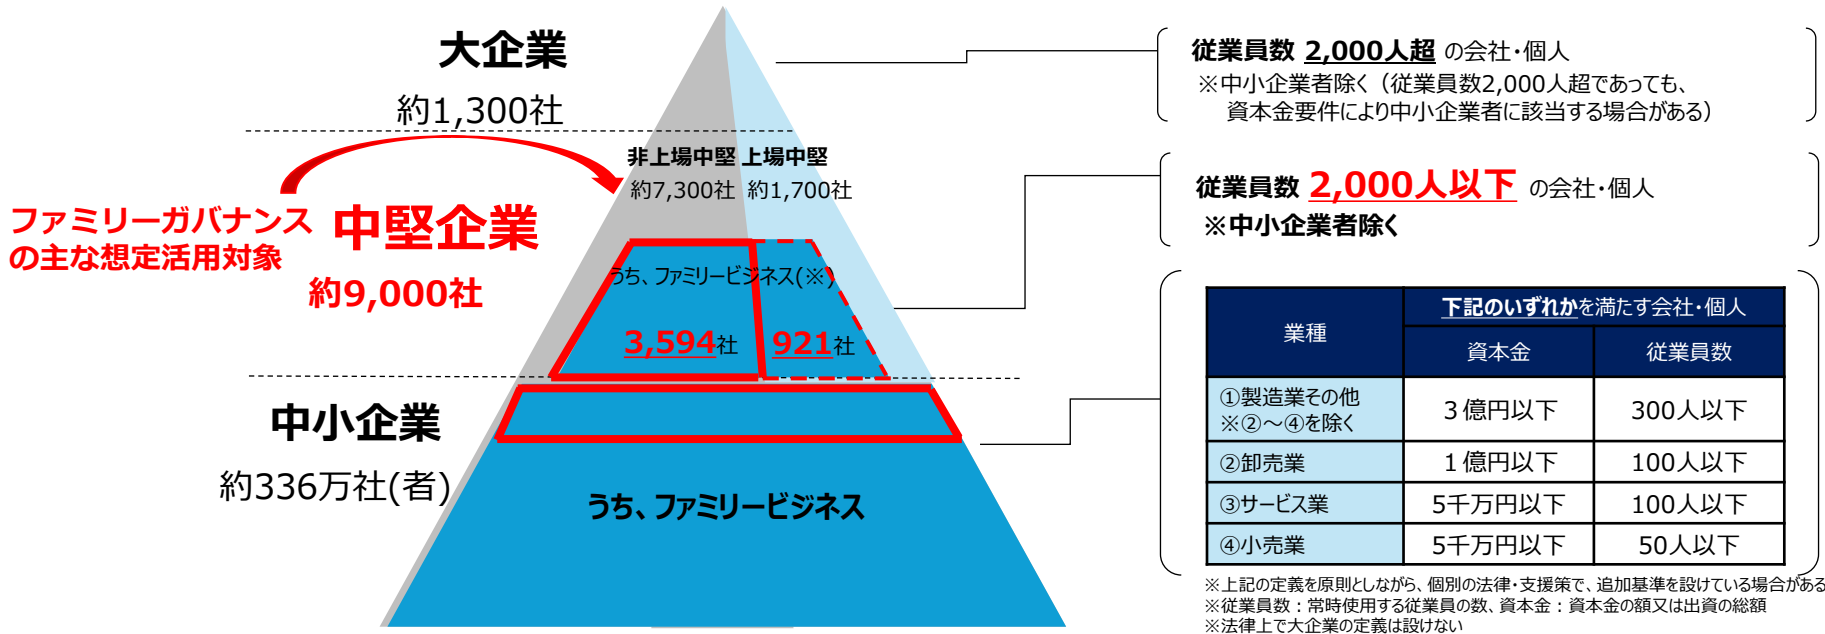 大企業
約1,300社
ファミリーガバナンス
の主な想定活用対象
中堅企業
約9,000社
非上場中堅
約7,300社
上場中堅
約1,700社
うち、ファミリービジネス(※)
3,594社
921社
中小企業
約336万社(者)
うち、ファミリービジネス
従業員数 2,000人超 の会社・個人
※中小企業者除く（従業員数2,000人超であっても、
資本金要件により中小企業者に該当する場合がある）
従業員数 2,000人以下 の会社・個人
※中小企業者除く
業種
下記のいずれかを満たす会社・個人
資本金
従業員数
①製造業その他
※②～④を除く
３億円以下
300人以下
②卸売業
１億円以下
100人以下
③サービス業
5千万円以下
100人以下
④小売業
5千万円以下
50人以下
※上記の定義を原則としながら、個別の法律・支援策で、追加基準を設けている場合がある
※従業員数：常時使用する従業員の数、資本金：資本金の額又は出資の総額
※法律上で大企業の定義は設けない